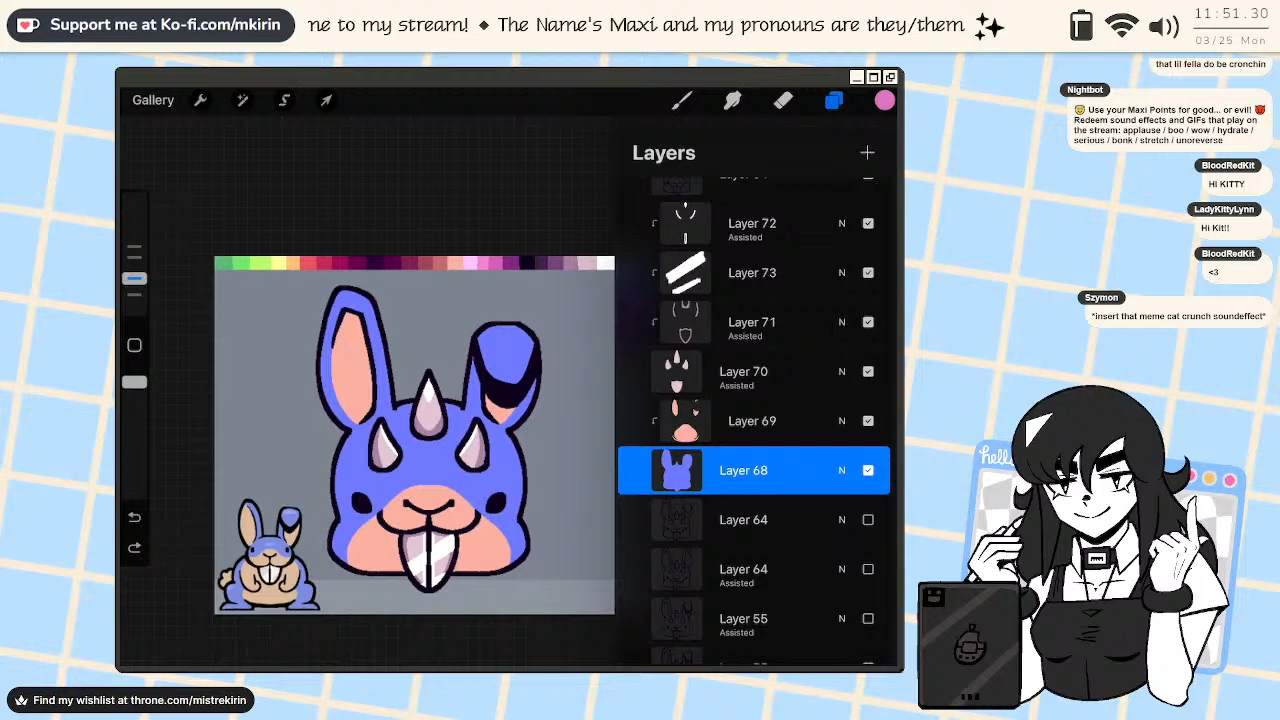 Support me at Ko-fi.com/mkirin
me to my stream! ◆ The Name's Maxi and my pronouns are they/them
11:51.30
03/25 Mon
that lil fella do be cronchin
Nightbot
😇 Use your Maxi Points for good... or evil! 😈
Redeem sound effects and GIFs that play on
the stream: applause / boo / wow / hydrate /
serious / bonk / stretch / unoreverse
BloodRedKit
HI KITTY
LadyKittyLynn
Hi Kit!!
BloodRedKit
<3
Szymon
*insert that meme cat crunch soundeffect*
Gallery
Layers
Layer 72 N
Assisted
Layer 73 N
Layer 71 N
Assisted
Layer 70 N
Assisted
Layer 69 N
Layer 68 N
Layer 64 N
Layer 64 N
Assisted
Layer 55 N
Assisted
hello
Find my wishlist at throne.com/mistrekirin